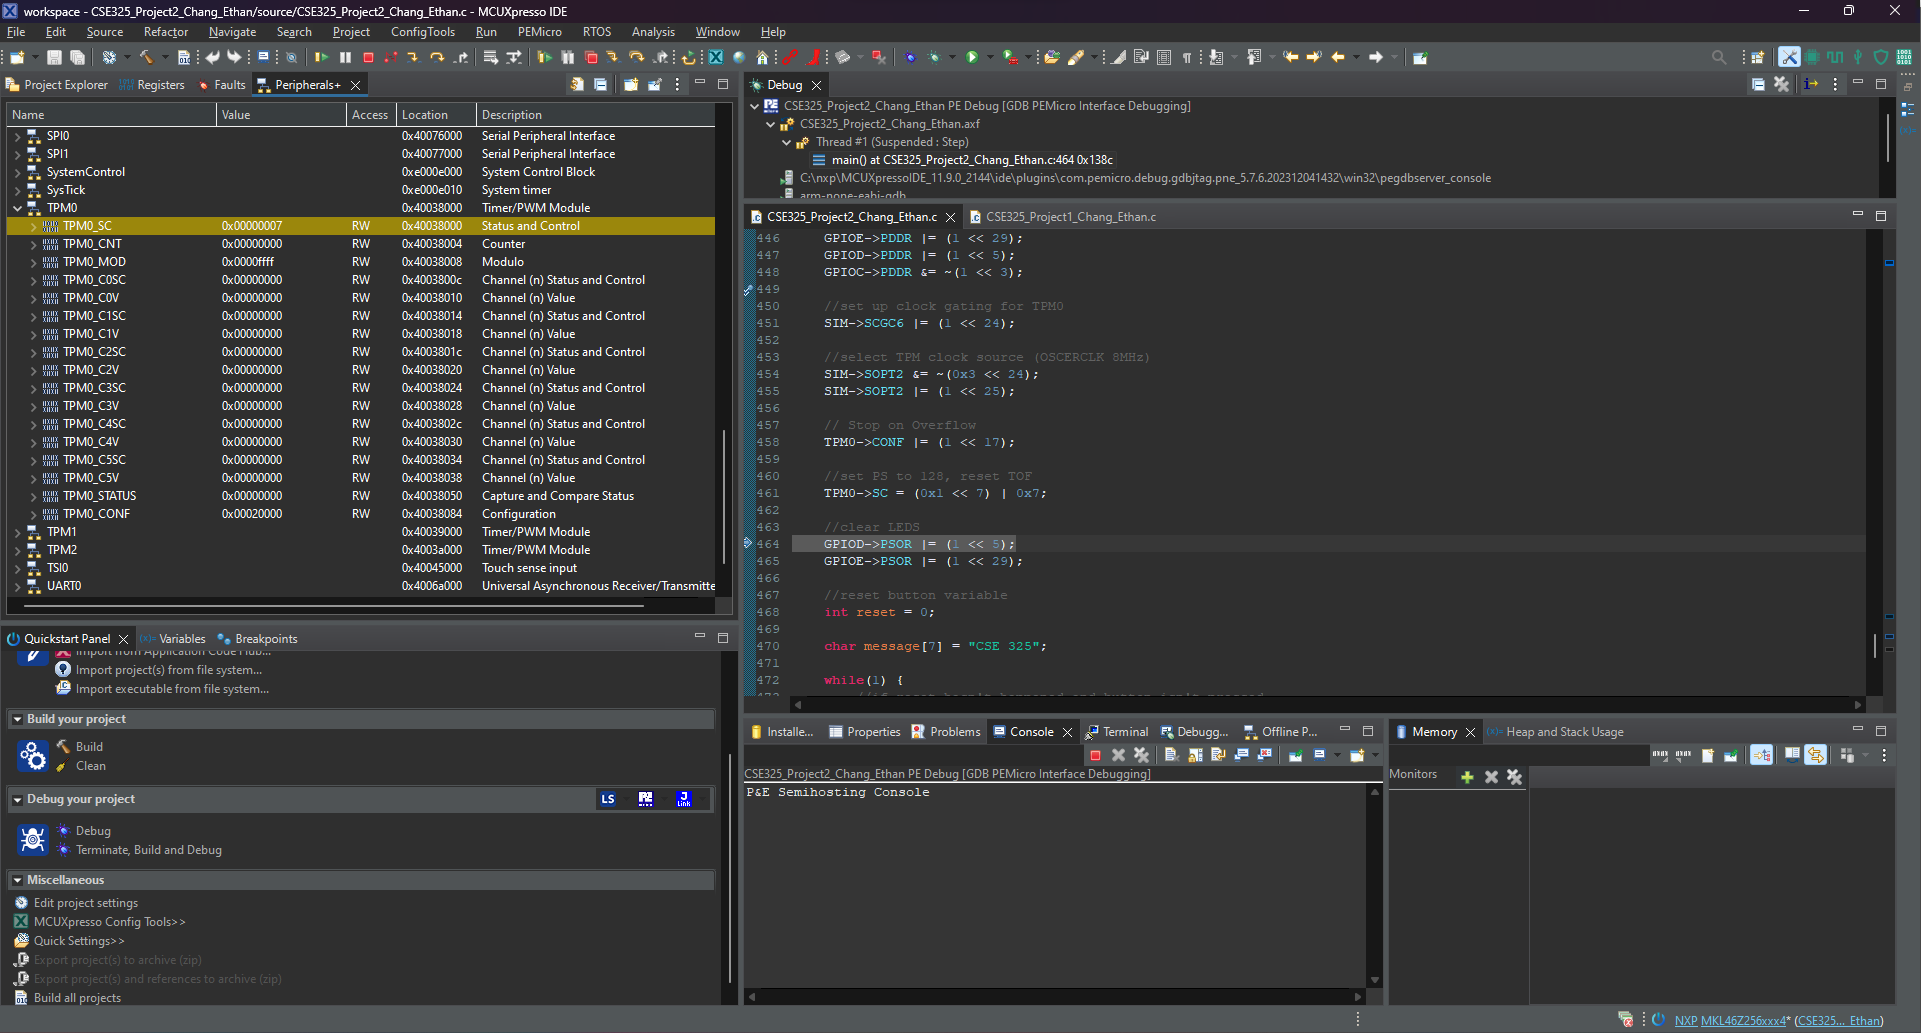 workspace - CSE325_Project2_Chang_Ethan/source/CSE325_Project2_Chang_Ethan.c - MCUXpresso IDE
File Edit Source Refactor Navigate Search Project ConfigTools Run PEMicro RTOS Analysis Window Help
Project Explorer Registers Faults Peripherals+
Name Value Access Location Description
SPI0 0x40076000 Serial Peripheral Interface
SPI1 0x40077000 Serial Peripheral Interface
SystemControl 0xe000e000 System Control Block
SysTick 0xe000e010 System timer
TPM0 0x40038000 Timer/PWM Module
TPM0_SC 0x00000007 RW 0x40038000 Status and Control
TPM0_CNT 0x00000000 RW 0x40038004 Counter
TPM0_MOD 0x0000ffff RW 0x40038008 Modulo
TPM0_C0SC 0x00000000 RW 0x4003800c Channel (n) Status and Control
TPM0_C0V 0x00000000 RW 0x40038010 Channel (n) Value
TPM0_C1SC 0x00000000 RW 0x40038014 Channel (n) Status and Control
TPM0_C1V 0x00000000 RW 0x40038018 Channel (n) Value
TPM0_C2SC 0x00000000 RW 0x4003801c Channel (n) Status and Control
TPM0_C2V 0x00000000 RW 0x40038020 Channel (n) Value
TPM0_C3SC 0x00000000 RW 0x40038024 Channel (n) Status and Control
TPM0_C3V 0x00000000 RW 0x40038028 Channel (n) Value
TPM0_C4SC 0x00000000 RW 0x4003802c Channel (n) Status and Control
TPM0_C4V 0x00000000 RW 0x40038030 Channel (n) Value
TPM0_C5SC 0x00000000 RW 0x40038034 Channel (n) Status and Control
TPM0_C5V 0x00000000 RW 0x40038038 Channel (n) Value
TPM0_STATUS 0x00000000 RW 0x40038050 Capture and Compare Status
TPM0_CONF 0x00020000 RW 0x40038084 Configuration
TPM1 0x40039000 Timer/PWM Module
TPM2 0x4003a000 Timer/PWM Module
TSI0 0x40045000 Touch sense input
UART0 0x4006a000 Universal Asynchronous Receiver/Transmitte
Quickstart Panel Variables Breakpoints
Import from Application Code Hub...
Import project(s) from file system...
Import executable from file system...
Build your project
Build
Clean
Debug your project
LS
Link
Debug
Terminate, Build and Debug
Miscellaneous
Edit project settings
MCUXpresso Config Tools>>
Quick Settings>>
Export project(s) to archive (zip)
Export project(s) and references to archive (zip)
Build all projects
Debug
CSE325_Project2_Chang_Ethan PE Debug [GDB PEMicro Interface Debugging]
CSE325_Project2_Chang_Ethan.axf
Thread #1 (Suspended : Step)
main() at CSE325_Project2_Chang_Ethan.c:464 0x138c
C:\nxp\MCUXpressoIDE_11.9.0_2144\ide\plugins\com.pemicro.debug.gdbjtag.pne_5.7.6.202312041432\win32\pegdbserver_console
arm-none-eabi-gdb
CSE325_Project2_Chang_Ethan.c CSE325_Project1_Chang_Ethan.c
446 GPIOE->PDDR |= (1 << 29);
447 GPIOD->PDDR |= (1 << 5);
448 GPIOC->PDDR &= ~(1 << 3);
449
450 //set up clock gating for TPM0
451 SIM->SCGC6 |= (1 << 24);
452
453 //select TPM clock source (OSCERCLK 8MHz)
454 SIM->SOPT2 &= ~(0x3 << 24);
455 SIM->SOPT2 |= (1 << 25);
456
457 // Stop on Overflow
458 TPM0->CONF |= (1 << 17);
459
460 //set PS to 128, reset TOF
461 TPM0->SC = (0x1 << 7) | 0x7;
462
463 //clear LEDS
464 GPIOD->PSOR |= (1 << 5);
465 GPIOE->PSOR |= (1 << 29);
466
467 //reset button variable
468 int reset = 0;
469
470 char message[7] = "CSE 325";
471
472 while(1) {
473 //if reset hasn't happened and button isn't pressed
Installe... Properties Problems Console Terminal Debugg... Offline P...
CSE325_Project2_Chang_Ethan PE Debug [GDB PEMicro Interface Debugging]
P&E Semihosting Console
Memory Heap and Stack Usage
Monitors
NXP MKL46Z256xxx4* (CSE325... Ethan)